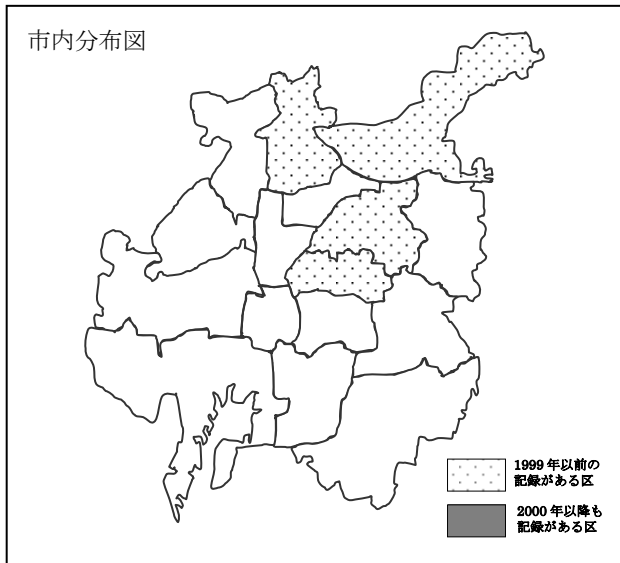 市内分布図
1999 年以前の
記録がある区
2000 年以降も
記録がある区